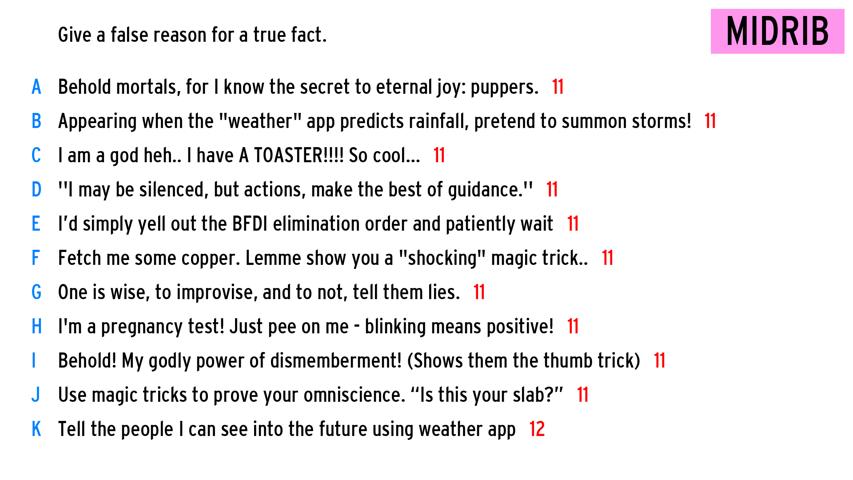 Give a false reason for a true fact.
MIDRIB
A Behold mortals, for I know the secret to eternal joy: puppers. 11
B Appearing when the "weather" app predicts rainfall, pretend to summon storms! 11
C I am a god heh.. I have A TOASTER!!!! So cool... 11
D "I may be silenced, but actions, make the best of guidance." 11
E I’d simply yell out the BFDI elimination order and patiently wait 11
F Fetch me some copper. Lemme show you a "shocking" magic trick.. 11
G One is wise, to improvise, and to not, tell them lies. 11
H I'm a pregnancy test! Just pee on me - blinking means positive! 11
I Behold! My godly power of dismemberment! (Shows them the thumb trick) 11
J Use magic tricks to prove your omniscience. “Is this your slab?” 11
K Tell the people I can see into the future using weather app 12